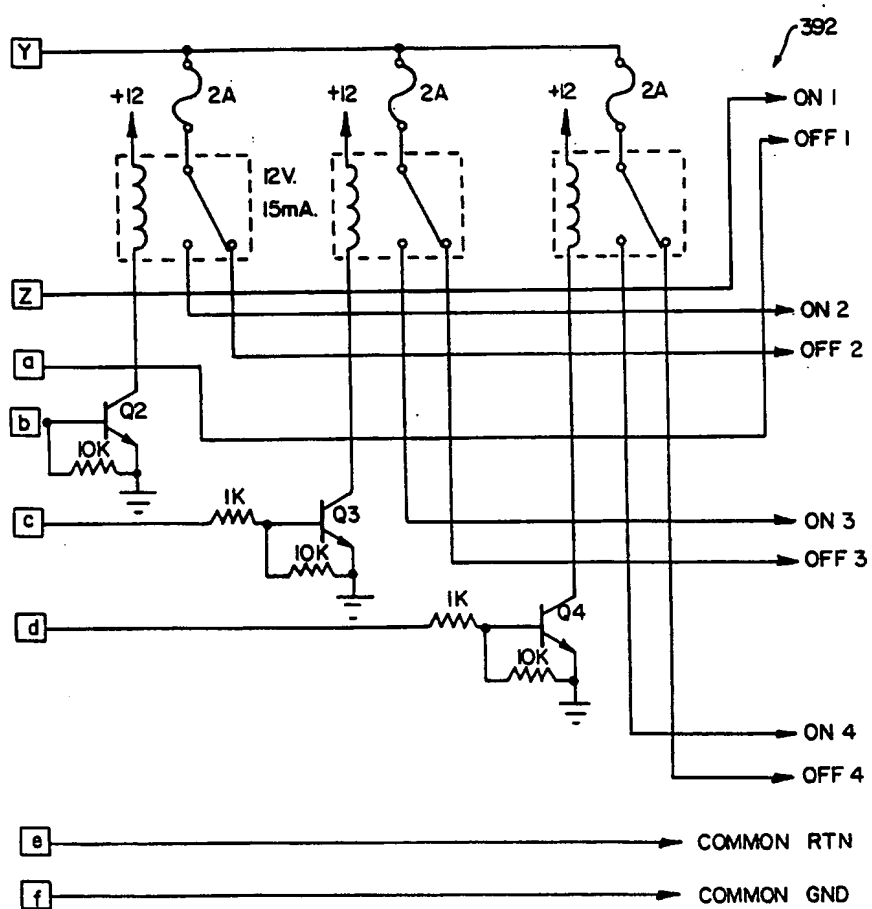 392
Y
+12
2A
+12
2A
+12
2A
ON 1
OFF 1
12V.
15mA.
Z
ON 2
OFF 2
a
b
Q2
10K
c
1K
Q3
10K
ON 3
OFF 3
d
1K
Q4
10K
ON 4
OFF 4
e
COMMON RTN
f
COMMON GND